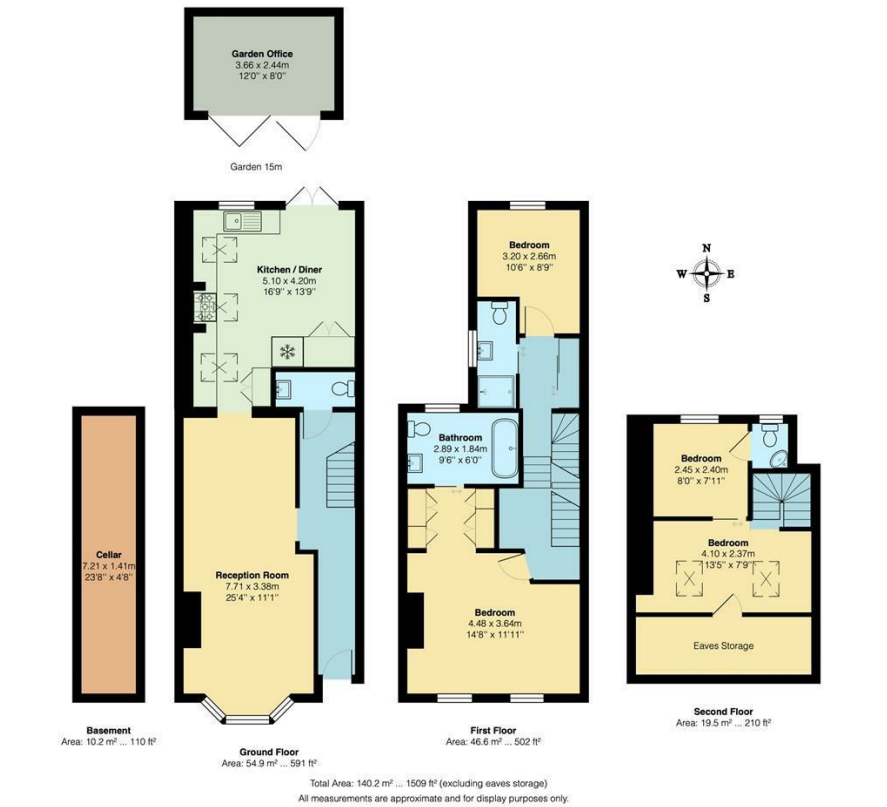 Garden Office
3.66 x 2.44m
12'0" x 8'0"
Garden 15m
Kitchen / Diner
5.10 x 4.20m
16'9" x 13'9"
Bedroom
3.20 x 2.66m
10'6" x 8'9"
N
W E
S
Bathroom
2.89 x 1.84m
9'6" x 6'0"
Bedroom
2.45 x 2.40m
8'0" x 7'11"
Cellar
7.21 x 1.41m
23'8" x 4'8"
Reception Room
7.71 x 3.38m
25'4" x 11'1"
Bedroom
4.48 x 3.64m
14'8" x 11'11"
Bedroom
4.10 x 2.37m
13'5" x 7'9"
Eaves Storage
Basement
Area: 10.2 m² ... 110 ft²
Ground Floor
Area: 54.9 m² ... 591 ft²
First Floor
Area: 46.6 m² ... 502 ft²
Second Floor
Area: 19.5 m² ... 210 ft²
Total Area: 140.2 m² ... 1509 ft² (excluding eaves storage)
All measurements are approximate and for display purposes only.